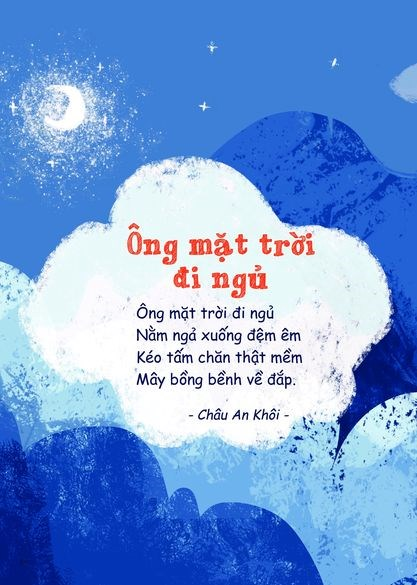 Ông mặt trời
đi ngủ
Ông mặt trời đi ngủ
Nằm ngả xuống đệm êm
Kéo tấm chăn thật mềm
Mây bồng bềnh về đắp.
- Châu An Khôi -